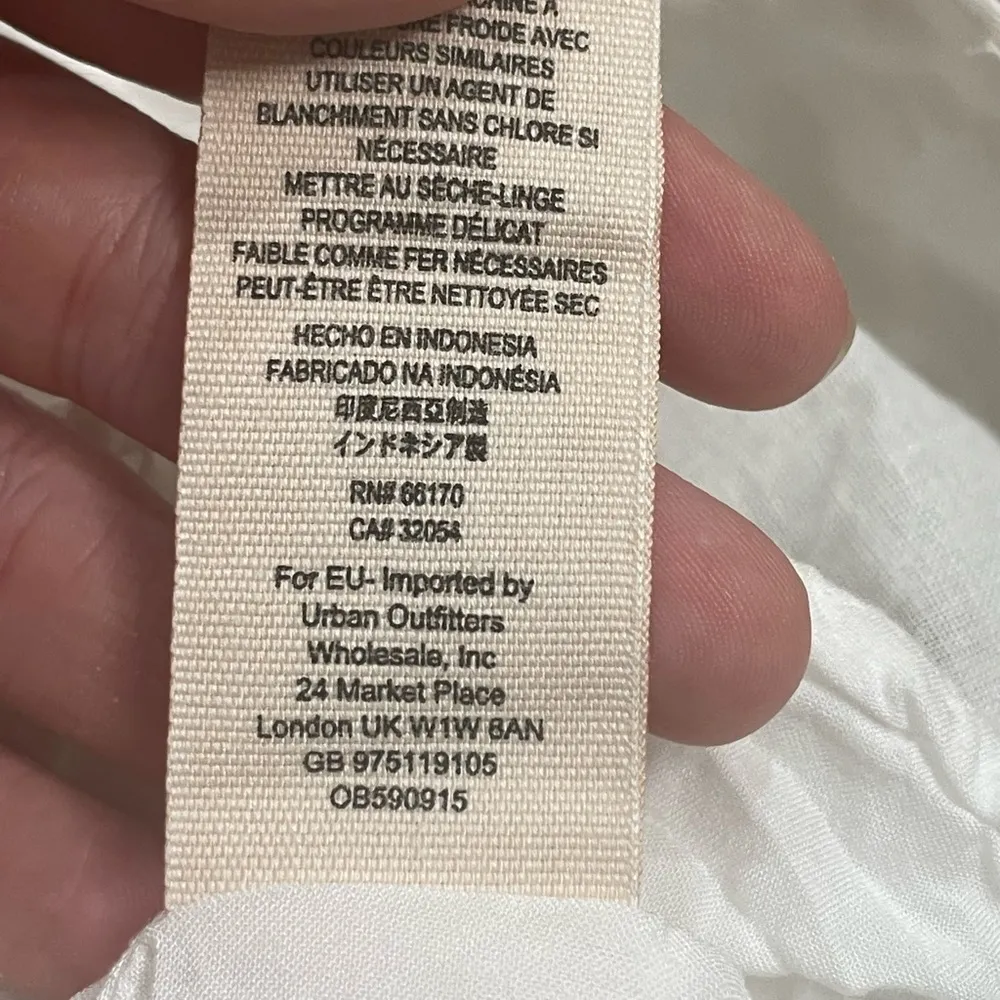 FROIDE AVEC
COULEURS SIMILAIRES
UTILISER UN AGENT DE
BLANCHIMENT SANS CHLORE SI
NÉCESSAIRE
METTRE AU SÈCHE-LINGE
PROGRAMME DÉLICAT
FAIBLE COMME FER NÉCESSAIRES
PEUT-ÊTRE ÊTRE NETTOYÉE SEC
HECHO EN INDONESIA
FABRICADO NA INDONÉSIA
印度尼西亞制造
インドネシア製
RN# 66170
CA# 32054
For EU- Imported by
Urban Outfitters
Wholesale, Inc
24 Market Place
London UK W1W 8AN
GB 975119105
OB590915